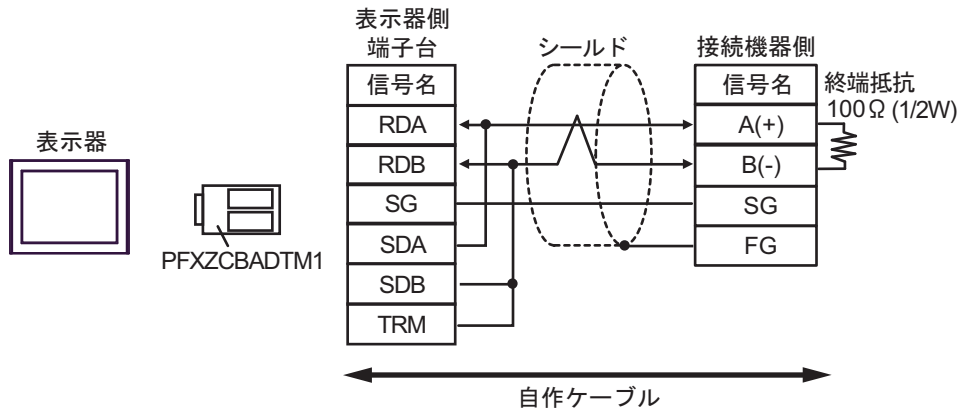 表示器側
端子台
シールド
接続機器側
信号名
信号名
終端抵抗
100Ω (1/2W)
RDA
A(+)
表示器
RDB
B(-)
SG
SG
SDA
FG
PFXZCBADTM1
SDB
TRM
自作ケーブル